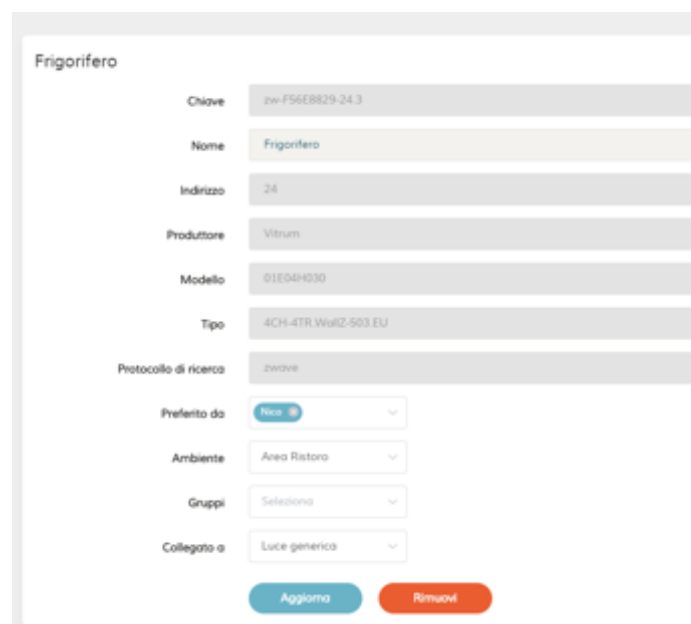 Frigorifero
Chiave zw-F56E8829-24.3
Nome Frigorifero
Indirizzo 24
Produttore Vitrum
Modello 01E04H030
Tipo 4CH-4TR.WallZ-503.EU
Protocollo di ricerca zwave
Preferito da Nico
Ambiente Area Ristoro
Gruppi Seleziona
Collegato a Luce generica
Aggiorna Rimuovi